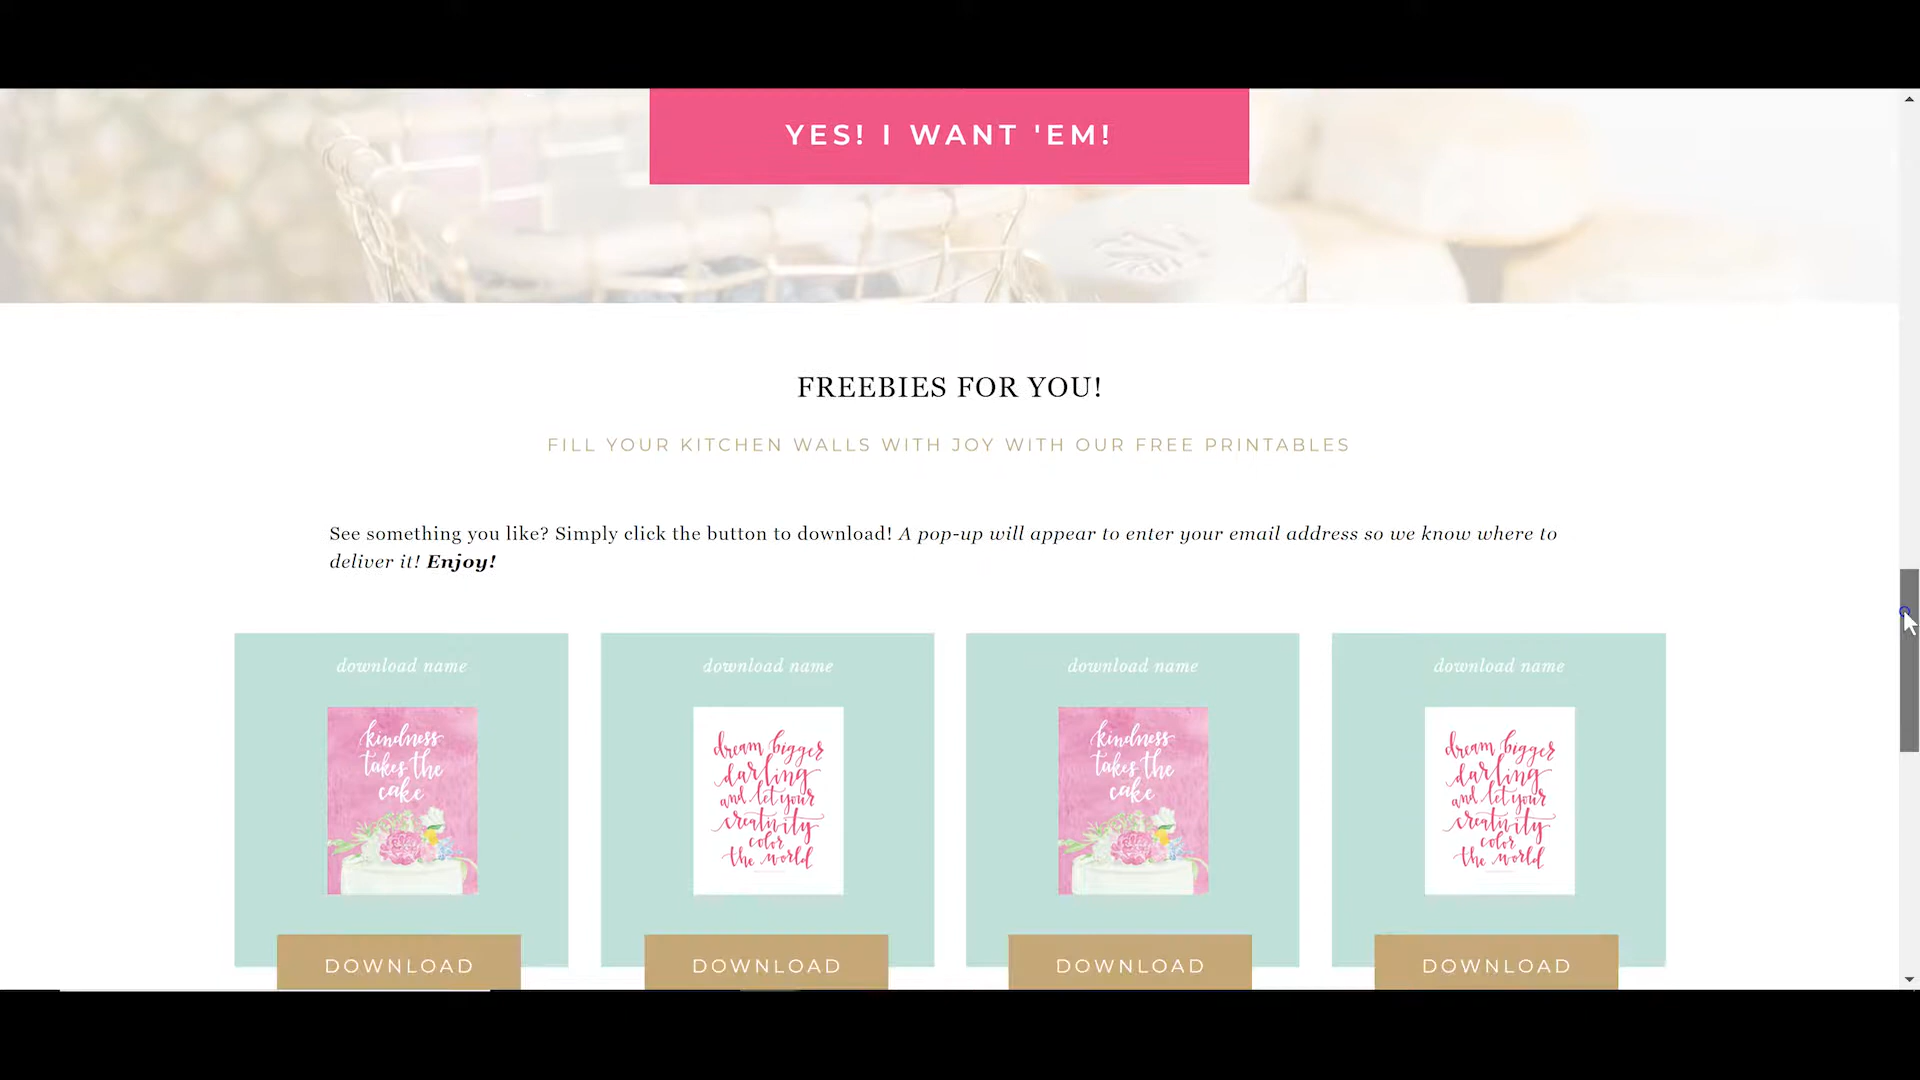 YES! I WANT 'EM!
FREEBIES FOR YOU!
FILL YOUR KITCHEN WALLS WITH JOY WITH OUR FREE PRINTABLES
See something you like? Simply click the button to download! A pop-up will appear to enter your email address so we know where to
deliver it! Enjoy!
download name
kindness
takes the
cake
DOWNLOAD
download name
dream bigger
darling
and let your
creativity
color
the world
DOWNLOAD
download name
kindness
takes the
cake
DOWNLOAD
download name
dream bigger
darling
and let your
creativity
color
the world
DOWNLOAD